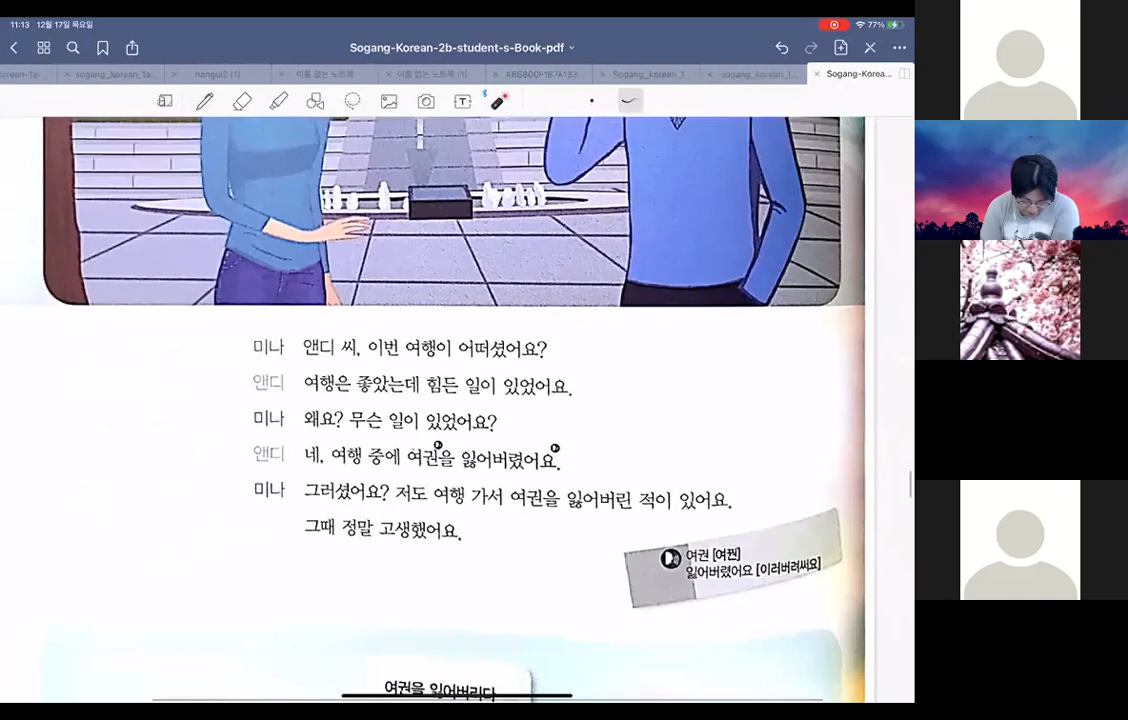 11:13 12월 17일 목요일
77%
Sogang-Korean-2b-student-s-Book-pdf
sogang_korean_1a...
hangul2 (1)
이름 없는 노트북
이름 없는 노트북 (1)
Sogang_korean_1...
sogang_korean_1...
Sogang-Korea...
미나 앤디 씨, 이번 여행이 어떠셨어요?
앤디 여행은 좋았는데 힘든 일이 있었어요.
미나 왜요? 무슨 일이 있었어요?
앤디 네, 여행 중에 여권을 잃어버렸어요.
미나 그러셨어요? 저도 여행 가서 여권을 잃어버린 적이 있어요.
그때 정말 고생했어요.
여권 [여꿘]
잃어버렸어요 [이러버려써요]
여권을 잃어버리다